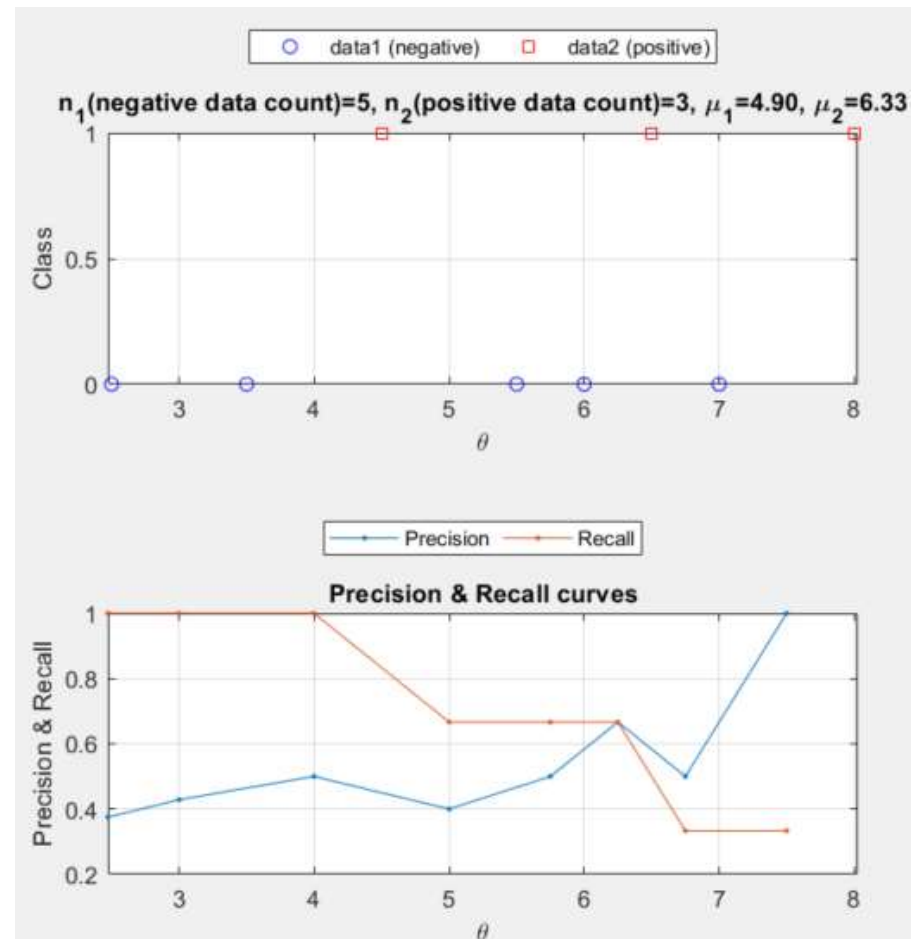 data1 (negative) data2 (positive)
n₁(negative data count)=5, n₂(positive data count)=3, μ₁=4.90, μ₂=6.33
1
0.5
0
Class
3 4 5 6 7 8
θ
Precision Recall
Precision & Recall curves
1
0.8
0.6
0.4
0.2
Precision & Recall
3 4 5 6 7 8
θ